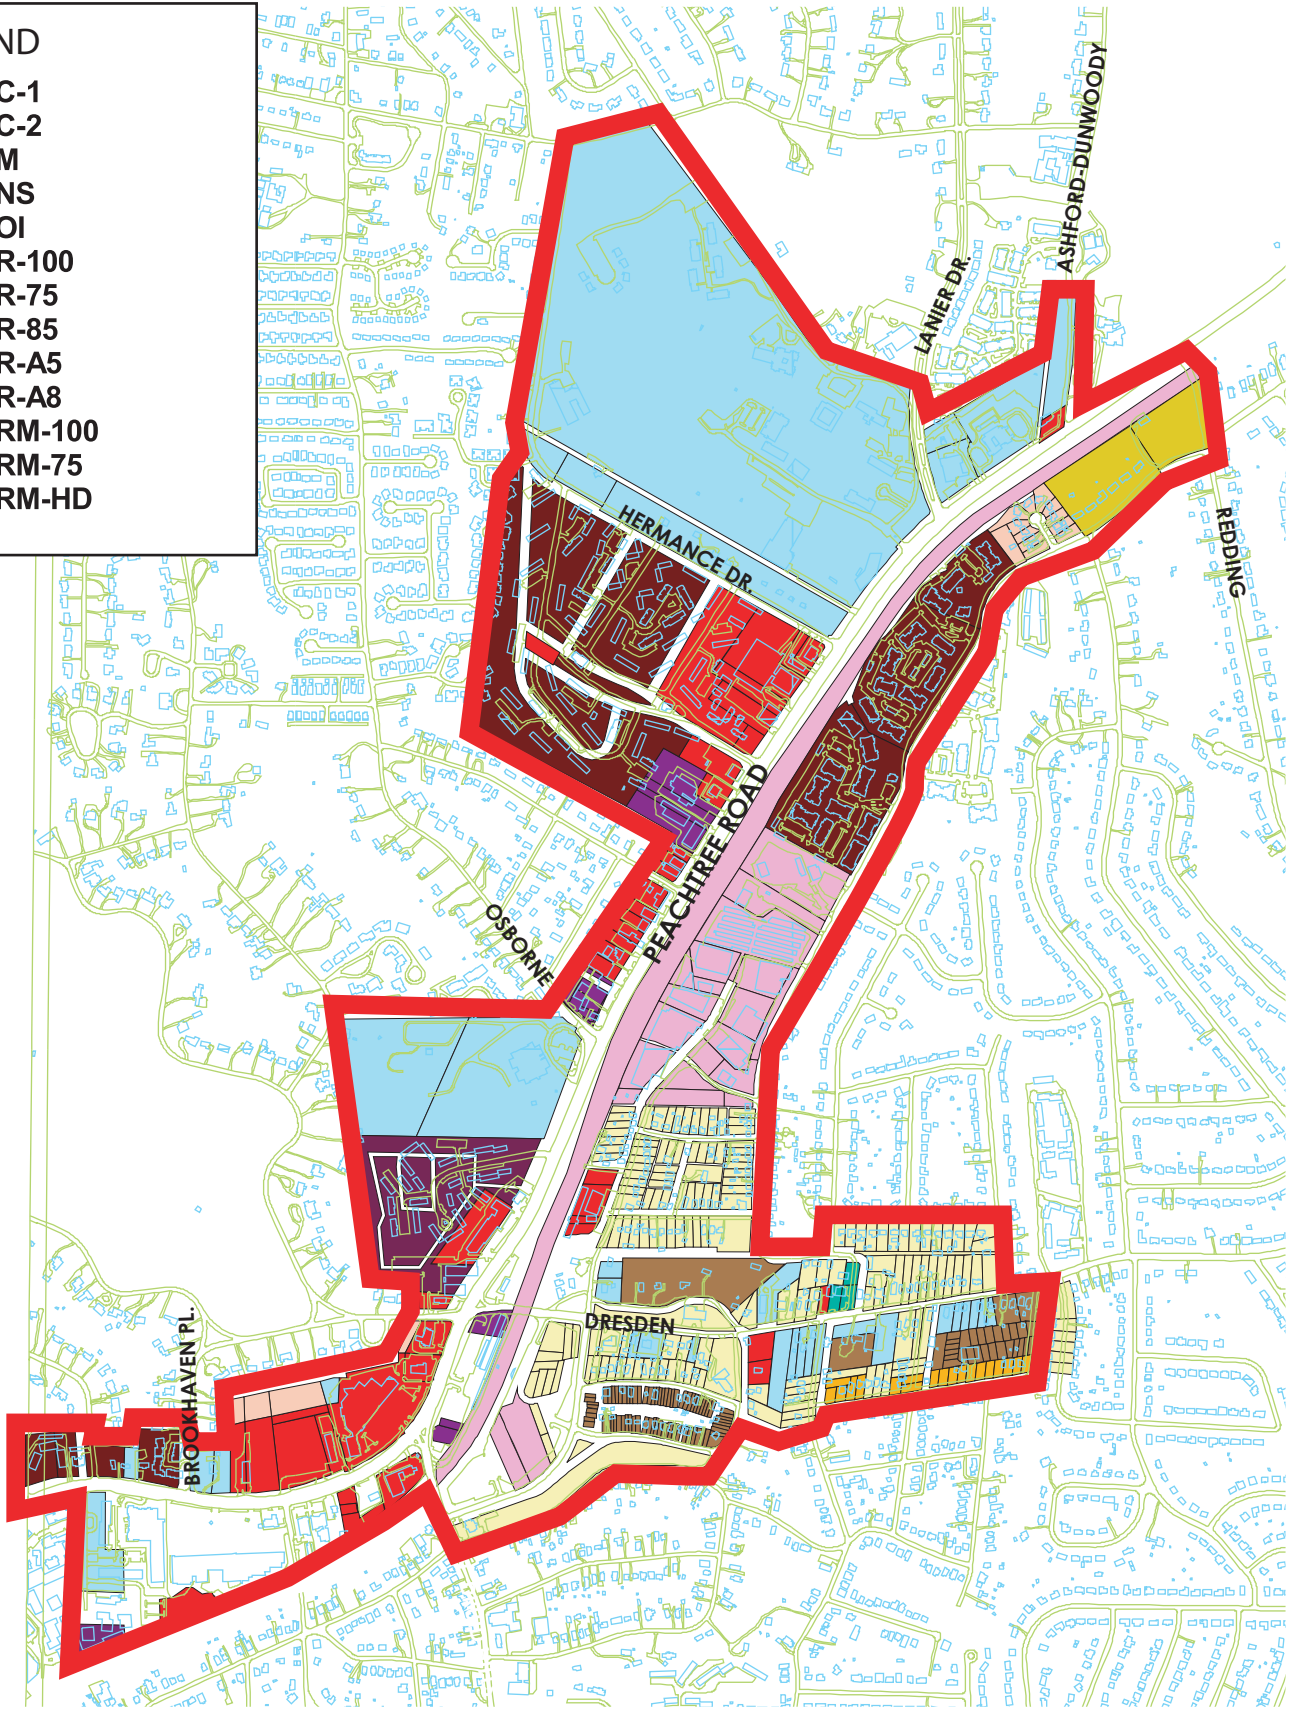 ND
C-1
C-2
M
NS
OI
R-100
R-75
R-85
R-A5
R-A8
RM-100
RM-75
RM-HD
ASHFORD-DUNWOODY
LANIER DR.
HERMANCE DR.
REDDING
PEACHTREE ROAD
OSBORNE
DRESDEN
BROOKHAVEN PL.